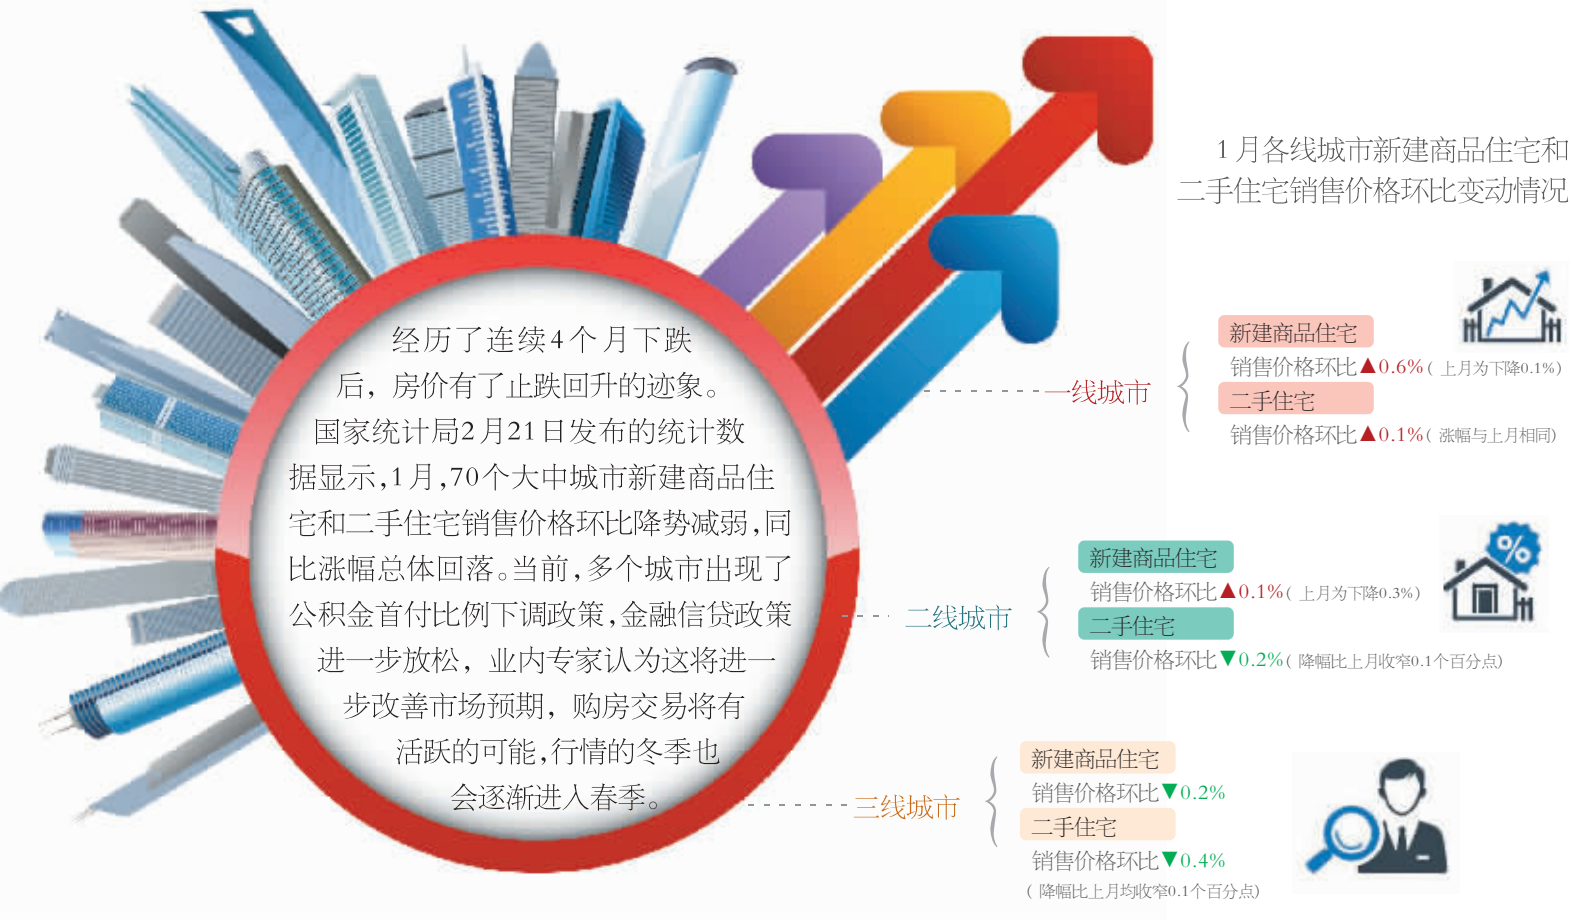 经历了连续4个月下跌
后，房价有了止跌回升的迹象。
国家统计局2月21日发布的统计数
据显示,1月,70个大中城市新建商品住
宅和二手住宅销售价格环比降势减弱,同
比涨幅总体回落。当前,多个城市出现了
公积金首付比例下调政策,金融信贷政策
进一步放松，业内专家认为这将进一
步改善市场预期，购房交易将有
活跃的可能,行情的冬季也
会逐渐进入春季。
1月各线城市新建商品住宅和
二手住宅销售价格环比变动情况
一线城市
新建商品住宅
销售价格环比▲0.6%(上月为下降0.1%)
二手住宅
销售价格环比▲0.1%(涨幅与上月相同)
二线城市
新建商品住宅
销售价格环比▲0.1%(上月为下降0.3%)
二手住宅
销售价格环比▼0.2%(降幅比上月收窄0.1个百分点)
%
三线城市
新建商品住宅
销售价格环比▼0.2%
二手住宅
销售价格环比▼0.4%
(降幅比上月均收窄0.1个百分点)